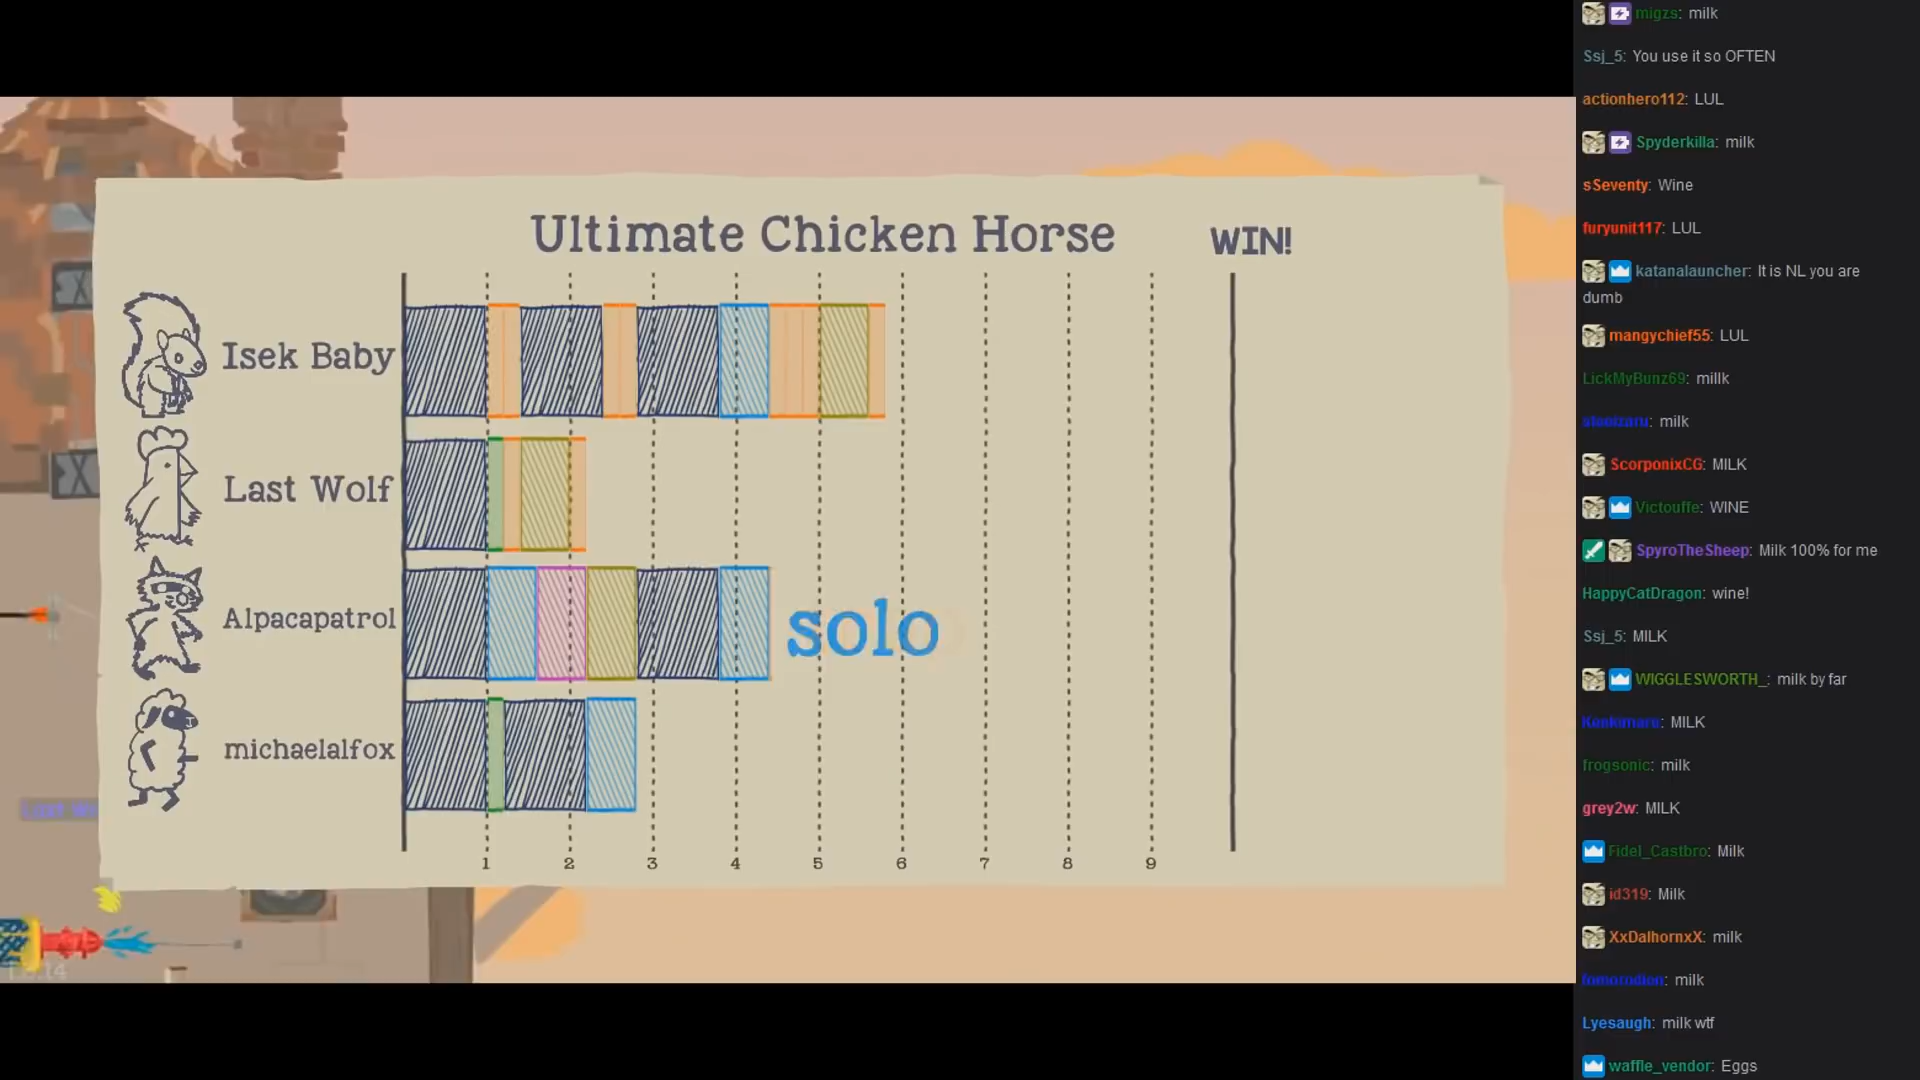 Ultimate Chicken Horse
WIN!
Isek Baby
Last Wolf
Alpacapatrol
solo
michaelalfox
1 2 3 4 5 6 7 8 9
migzs: milk
Ssj_5: You use it so OFTEN
actionhero112: LUL
Spyderkilla: milk
sSeventy: Wine
furyunit117: LUL
katanalauncher: It is NL you are
dumb
mangychief55: LUL
LickMyBunz69: millk
: milk
ScorponixCG: MILK
Victouffe: WINE
SpyroTheSheep: Milk 100% for me
HappyCatDragon: wine!
Ssj_5: MILK
WIGGLESWORTH_: milk by far
: MILK
frogsonic: milk
grey2w: MILK
Fidel_Castbro: Milk
id319: Milk
XxDalhornxX: milk
: milk
Lyesaugh: milk wtf
waffle_vendor: Eggs